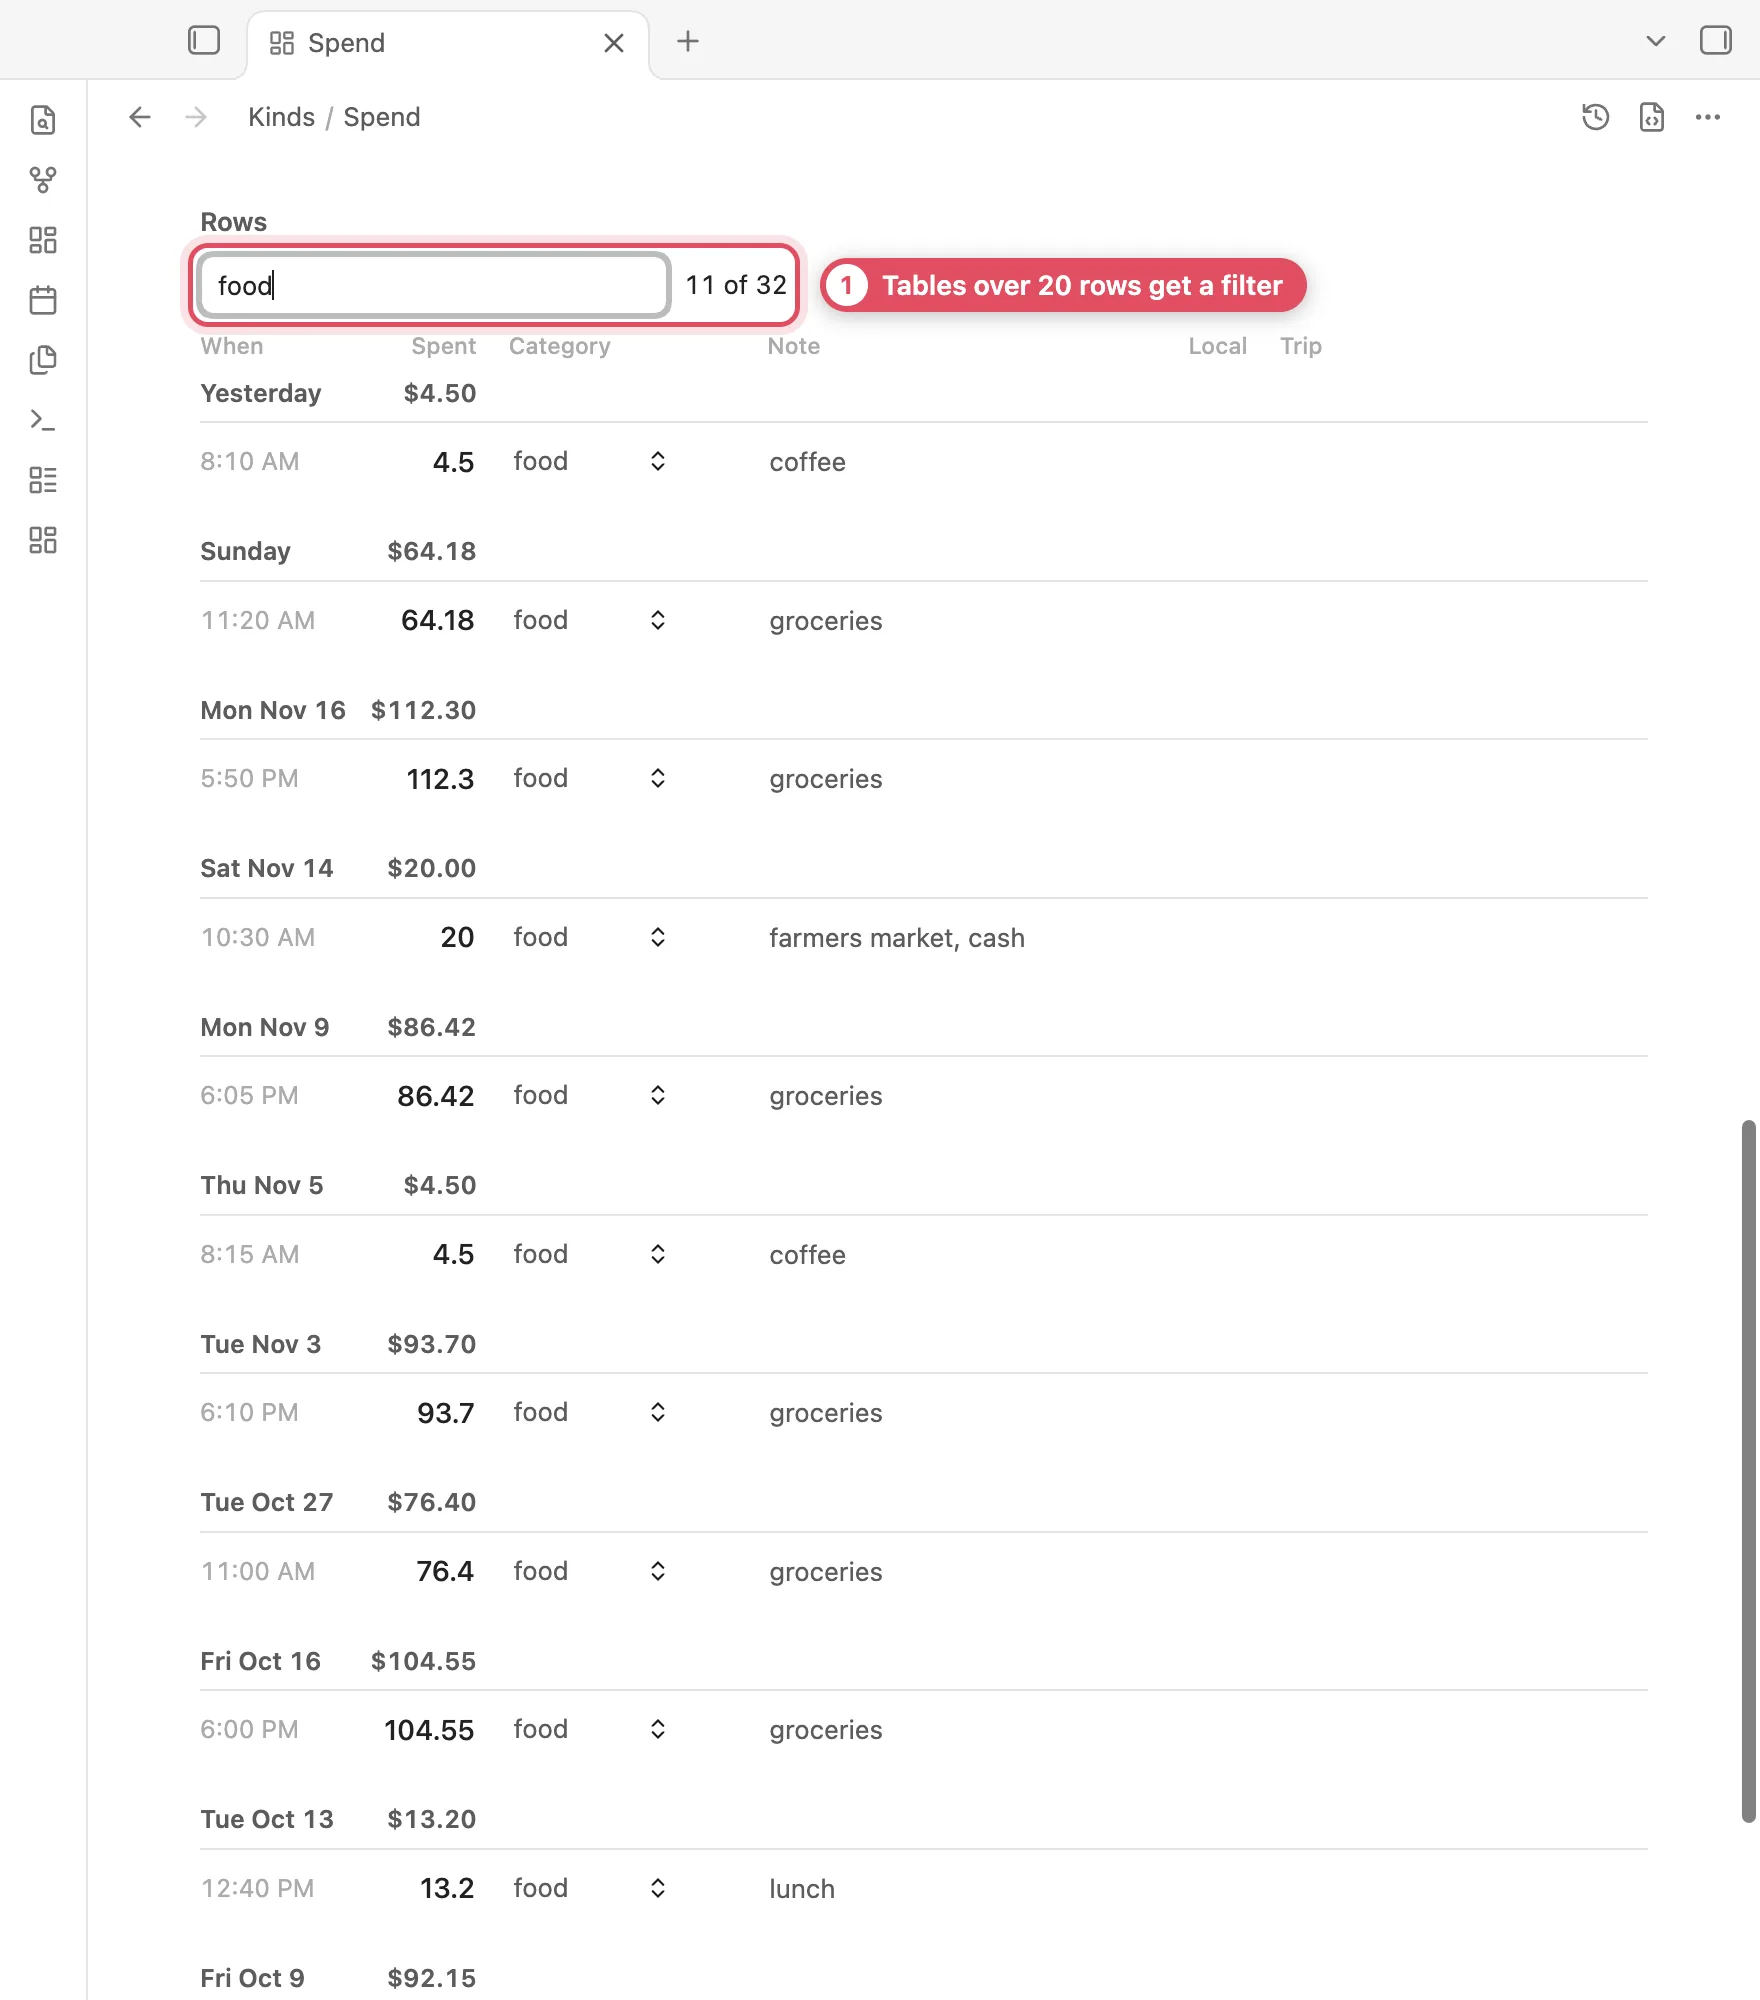 Spend
Kinds / Spend
Rows
food 11 of 32
1 Tables over 20 rows get a filter
When Spent Category Note Local Trip
Yesterday $4.50
8:10 AM 4.5 food coffee
Sunday $64.18
11:20 AM 64.18 food groceries
Mon Nov 16 $112.30
5:50 PM 112.3 food groceries
Sat Nov 14 $20.00
10:30 AM 20 food farmers market, cash
Mon Nov 9 $86.42
6:05 PM 86.42 food groceries
Thu Nov 5 $4.50
8:15 AM 4.5 food coffee
Tue Nov 3 $93.70
6:10 PM 93.7 food groceries
Tue Oct 27 $76.40
11:00 AM 76.4 food groceries
Fri Oct 16 $104.55
6:00 PM 104.55 food groceries
Tue Oct 13 $13.20
12:40 PM 13.2 food lunch
Fri Oct 9 $92.15